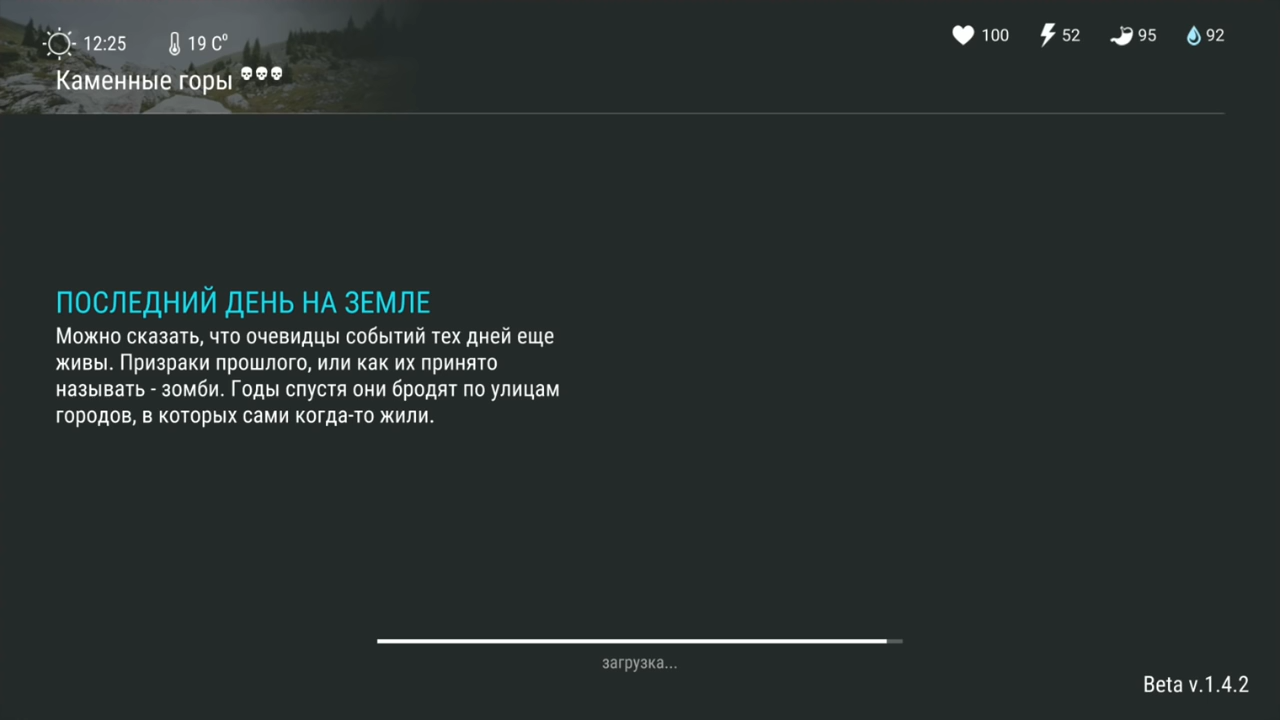 12:25 19 C°
100 52 95 92
Каменные горы
ПОСЛЕДНИЙ ДЕНЬ НА ЗЕМЛЕ
Можно сказать, что очевидцы событий тех дней еще
живы. Призраки прошлого, или как их принято
называть - зомби. Годы спустя они бродят по улицам
городов, в которых сами когда-то жили.
загрузка...
Beta v.1.4.2